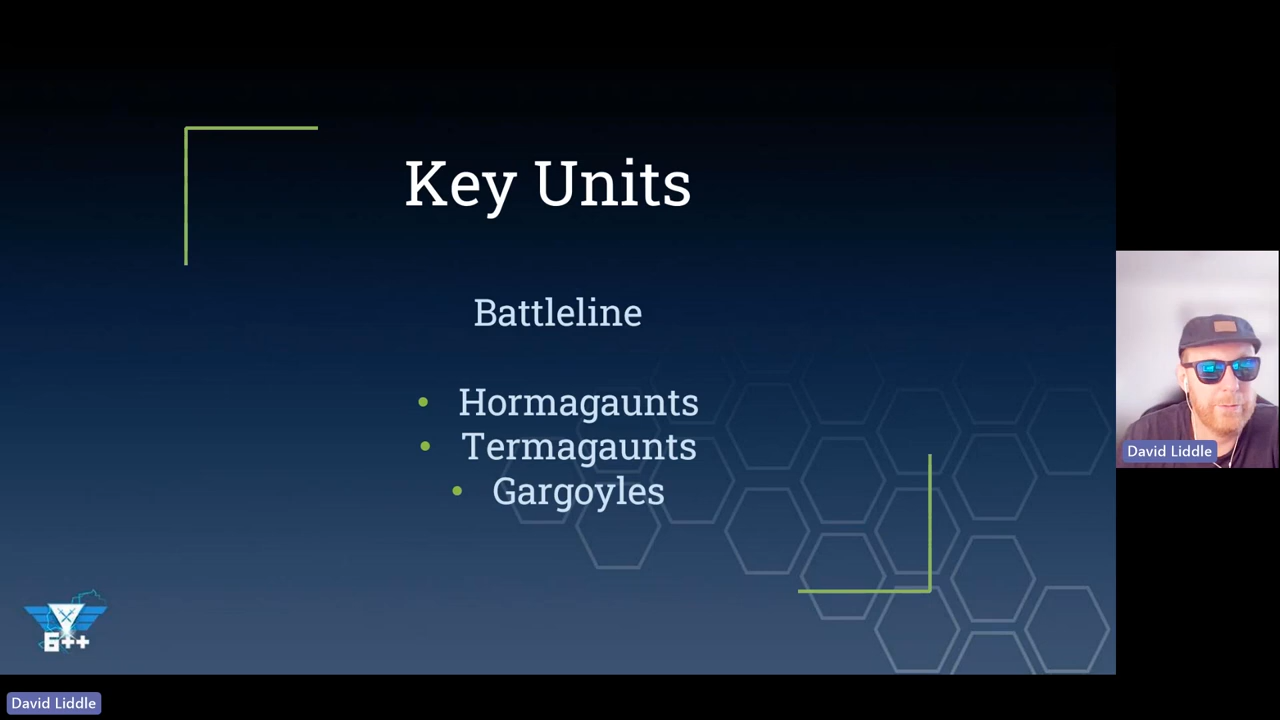 Key Units
Battleline
• Hormagaunts
• Termagaunts
• Gargoyles
6++
David Liddle
David Liddle